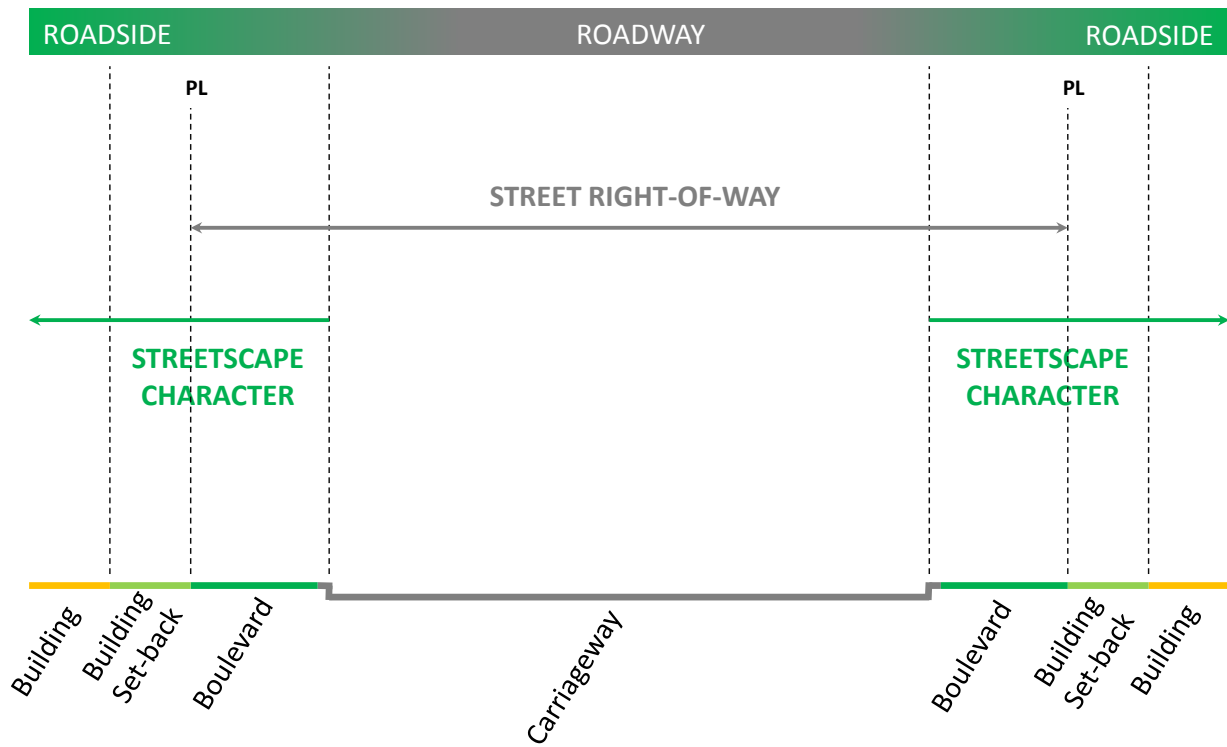 ROADSIDE ROADWAY ROADSIDE
PL PL
STREET RIGHT-OF-WAY
STREETSCAPE STREETSCAPE
CHARACTER CHARACTER
Building
Building
Set-back
Boulevard
Carriageway
Boulevard
Building
Set-back
Building